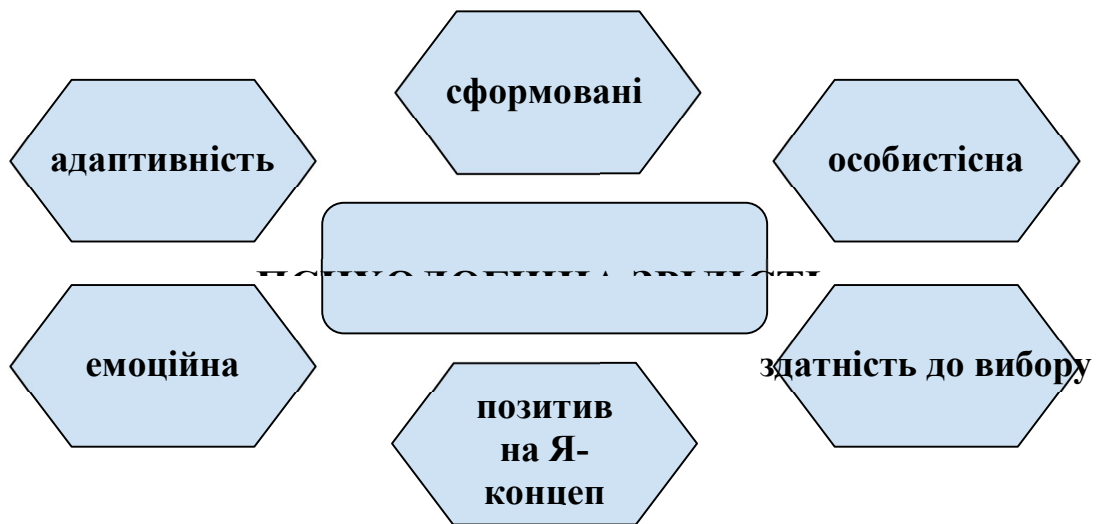 сформовані
адаптивність
особистісна
емоційна
здатність до вибору
позитив
на Я-
концеп